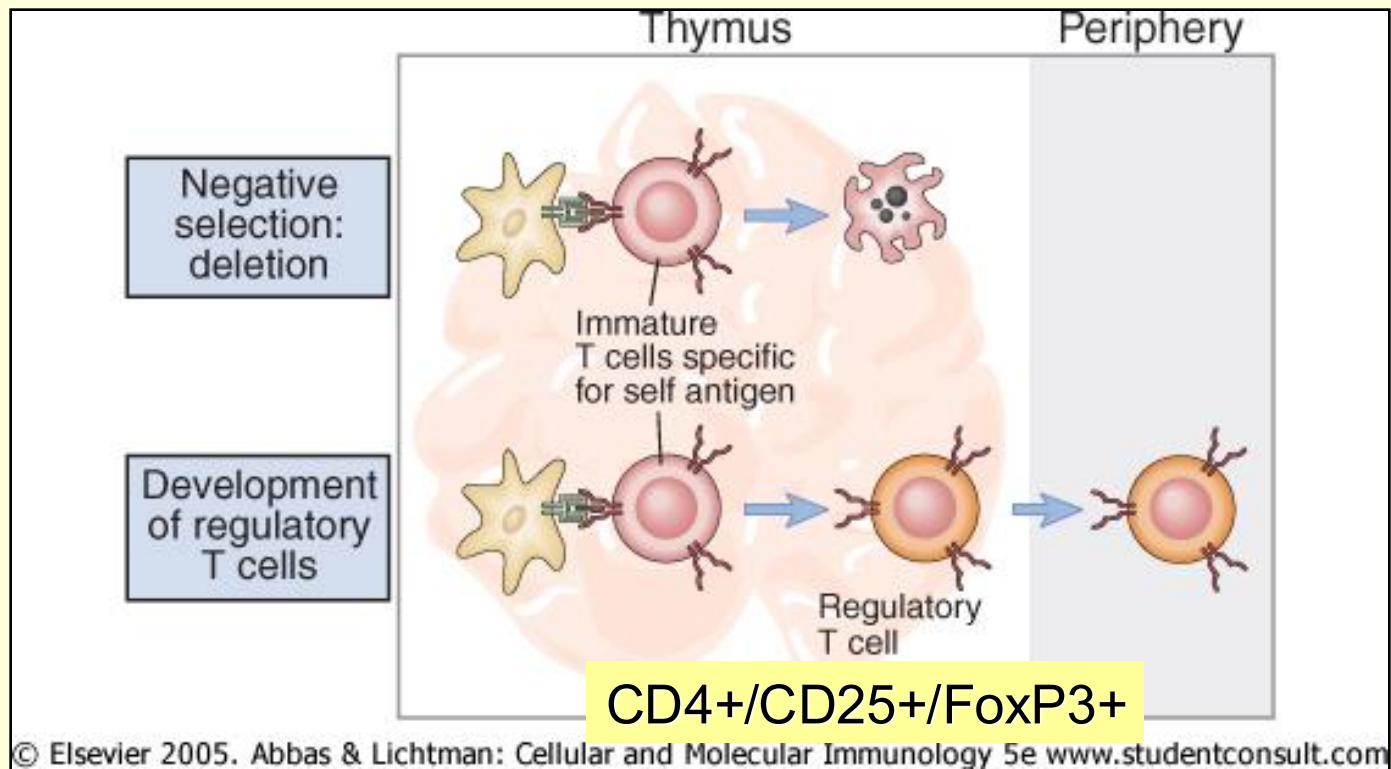 Thymus
Periphery
Negative
selection:
deletion
Immature
T cells specific
for self antigen
Development
of regulatory
T cells
Regulatory
T cell
CD4+/CD25+/FoxP3+
© Elsevier 2005. Abbas & Lichtman: Cellular and Molecular Immunology 5e www.studentconsult.com